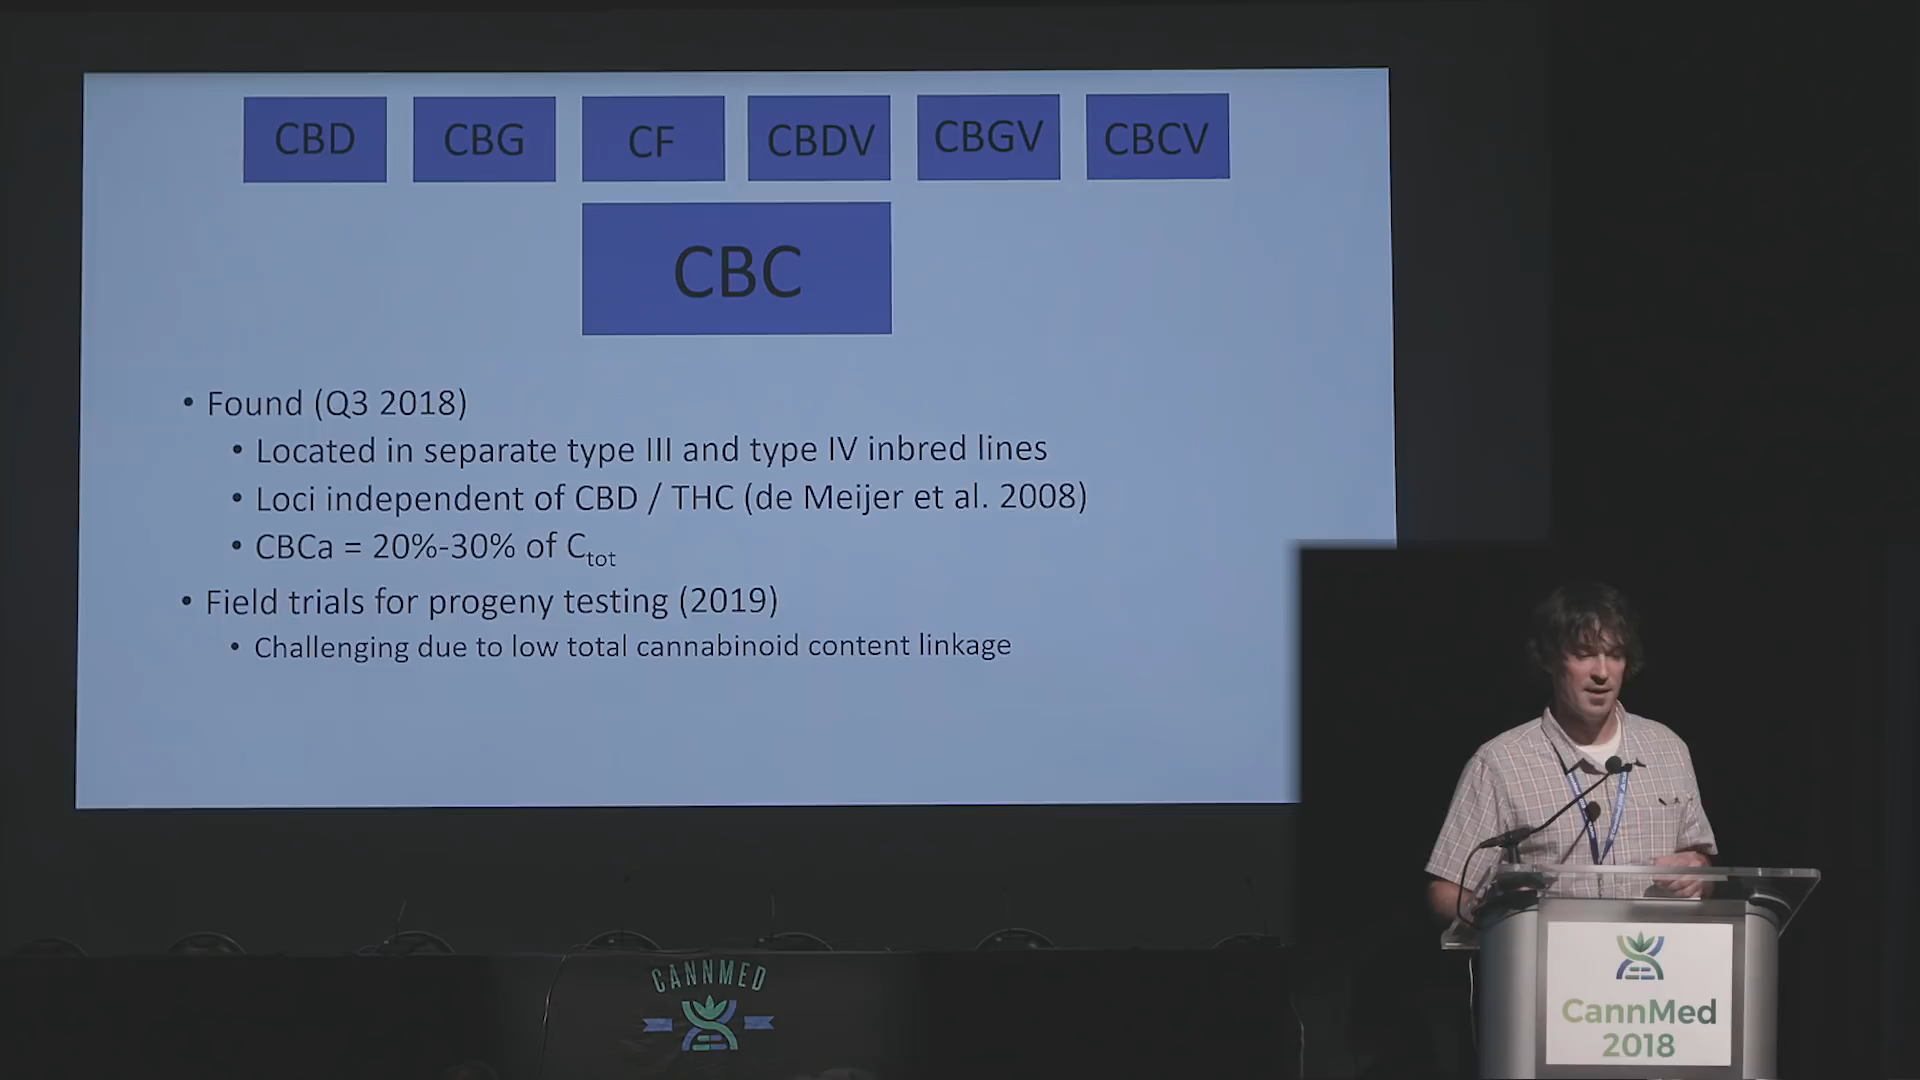 CBD CBG CF CBDV CBGV CBCV
CBC
• Found (Q3 2018)
• Located in separate type III and type IV inbred lines
• Loci independent of CBD / THC (de Meijer et al. 2008)
• CBCa = 20%-30% of Ctot
• Field trials for progeny testing (2019)
• Challenging due to low total cannabinoid content linkage
CANNMED
CannMed
2018